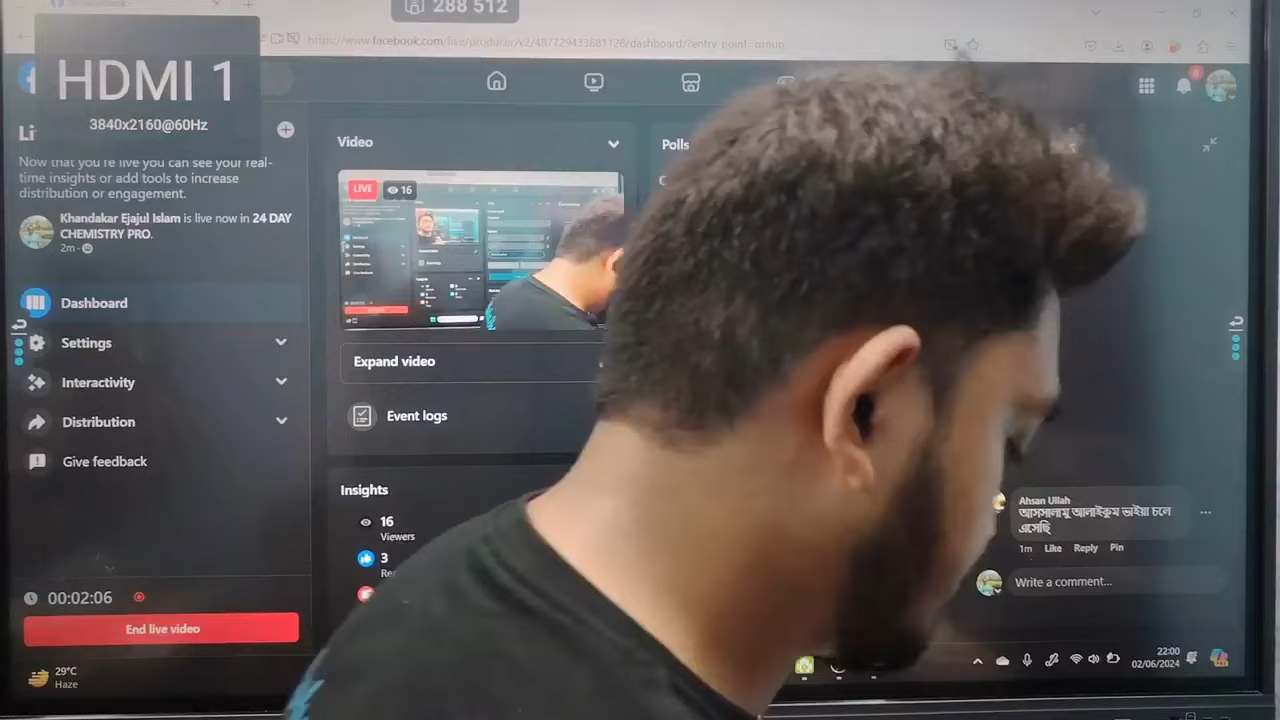 288 512
HDMI 1
3840x2160@60Hz
https://www.facebook.com/live/producer/v2/487729433681128/dashboard/?entry_point=group
8
Li
Now that you're live you can see your real-
time insights or add tools to increase
distribution or engagement.
Khandakar Ejajul Islam is live now in 24 DAY
CHEMISTRY PRO.
2m
Dashboard
Settings
Interactivity
Distribution
Give feedback
00:02:06
End live video
29°C
Haze
Video
LIVE
16
Expand video
Event logs
Insights
16
Viewers
3
Re
Polls
Ahsan Ullah
আসসালামু আলাইকুম ভাইয়া চলে
এসেছি
1m Like Reply Pin
Write a comment...
22:00
02/06/2024